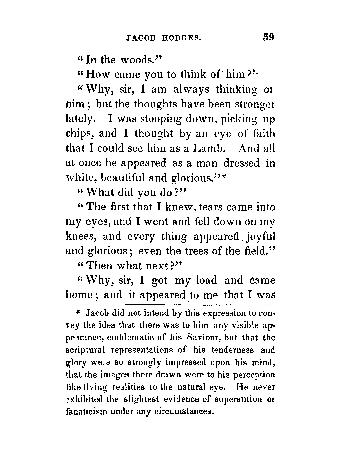 JACOB HODGES. 59
"In the woods."
"How came you to think of him?"
"Why, sir, I am always thinking of
him; but the thoughts have been stronger
lately. I was stooping down, picking up
chips, and I thought by an eye of faith
that I could see him as a Lamb. And all
at once he appeared as a man dressed in
white, beautiful and glorious."*
"What did you do?"
"The first that I knew, tears came into
my eyes, and I went and fell down on my
knees, and every thing appeared joyful
and glorious; even the trees of the field."
"Then what next?"
"Why, sir, I got my load and came
home; and it appeared to me that I was
* Jacob did not intend by this expression to con-
vey the idea that there was to him any visible ap-
pearance, emblematic of his Saviour, but that the
scriptural representations of his tenderness and
glory were so strongly impressed upon his mind,
that the images there drawn were to his perception
like living realities to the natural eye. He never
exhibited the slightest evidence of superstition or
fanaticism under any circumstances.